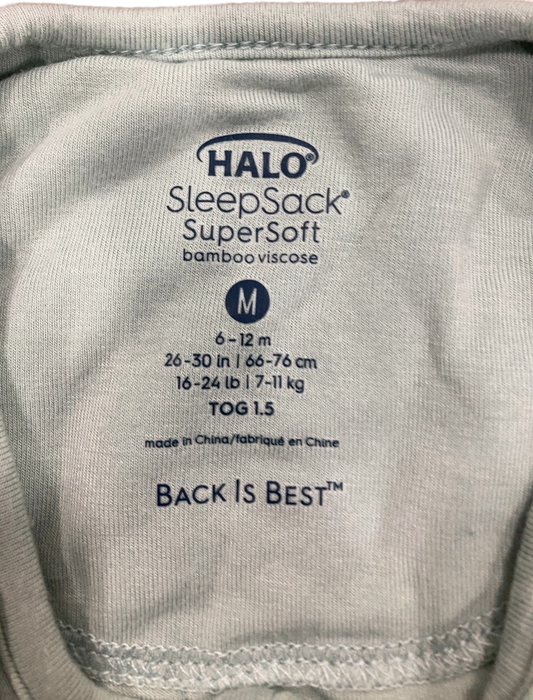 HALO®
SleepSack®
SuperSoft
bamboo viscose
M
6-12 m
26-30 in | 66-76 cm
16-24 lb | 7-11 kg
TOG 1.5
made in China/fabriqué en Chine
BACK IS BEST™